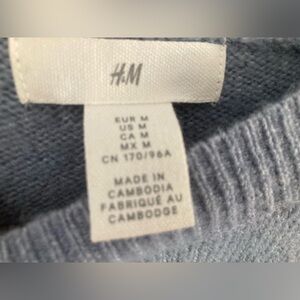 H&M
EUR M
US M
CA M
MX M
CN 170/96A
MADE IN
CAMBODIA
FABRIQUÉ AU
CAMBODGE